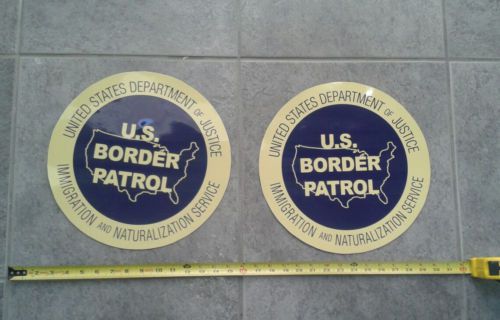 UNITED STATES DEPARTMENT OF JUSTICE
U.S.
BORDER
PATROL
IMMIGRATION AND NATURALIZATION SERVICE
UNITED STATES DEPARTMENT OF JUSTICE
U.S.
BORDER
PATROL
IMMIGRATION AND NATURALIZATION SERVICE